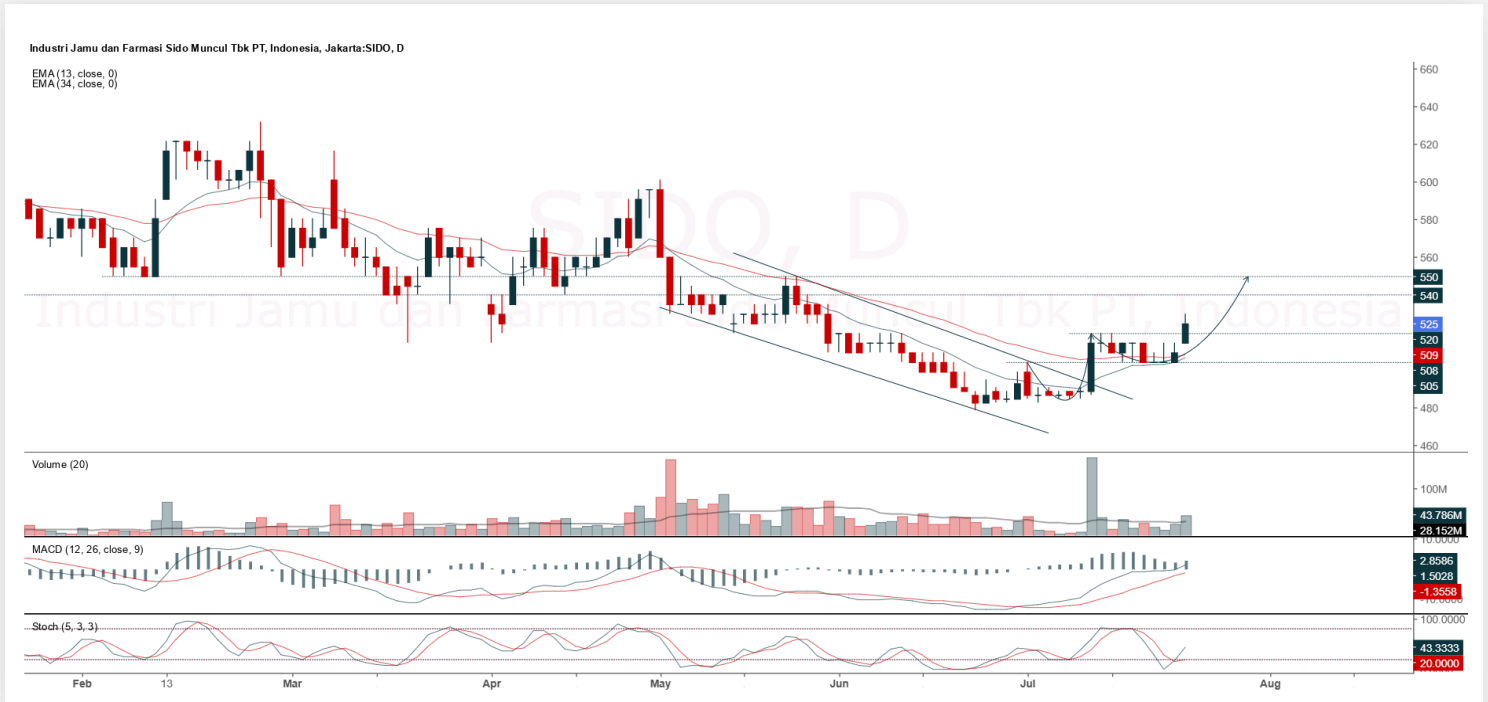 Industri Jamu dan Farmasi Sido Muncul Tbk PT, Indonesia, Jakarta:SIDO, D
EMA (13, close, 0)
EMA (34, close, 0)
SIDO, D
Industri Jamu dan Farmasi Sido Muncul Tbk PT, Indonesia
660
640
620
600
580
560
550
540
525
520
509
508
505
480
460
Volume (20)
100M
43.786M
28.152M
MACD (12, 26, close, 9)
10.0000
2.8586
1.5028
-1.3558
-10.0000
Stoch (5, 3, 3)
100.0000
43.3333
20.0000
Feb 13 Mar Apr May Jun Jul Aug